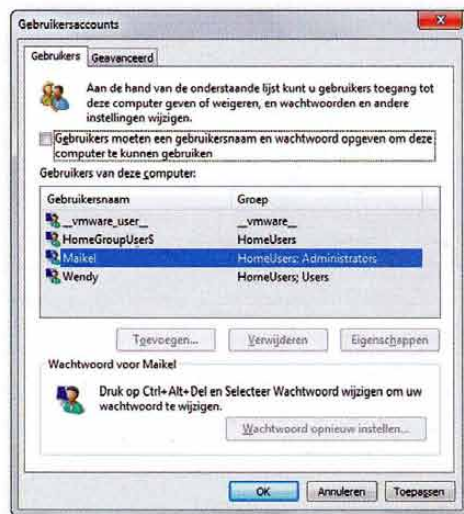 Gebruikersaccounts
Gebruikers
Geavanceerd
Aan de hand van de onderstaande lijst kunt u gebruikers toegang tot
deze computer geven of weigeren, en wachtwoorden en andere
instellingen wijzigen.
Gebruikers moeten een gebruikersnaam en wachtwoord opgeven om deze
computer te kunnen gebruiken
Gebruikers van deze computer:
Gebruikersnaam Groep
__vmware_user__ __vmware__
HomeGroupUser$ HomeUsers
Maikel HomeUsers; Administrators
Wendy HomeUsers; Users
Toevoegen... Verwijderen Eigenschappen
Wachtwoord voor Maikel
Druk op Ctrl+Alt+Del en Selecteer Wachtwoord wijzigen om uw
wachtwoord te wijzigen.
Wachtwoord opnieuw instellen...
OK Annuleren Toepassen